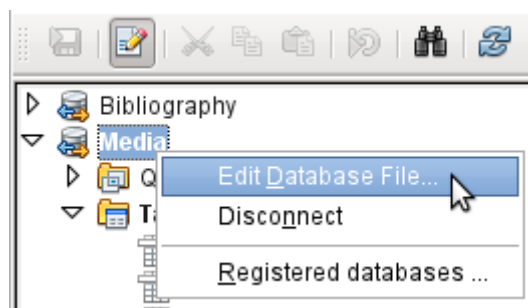 Bibliography
Media
Edit Database File...
Disconnect
Registered databases ...